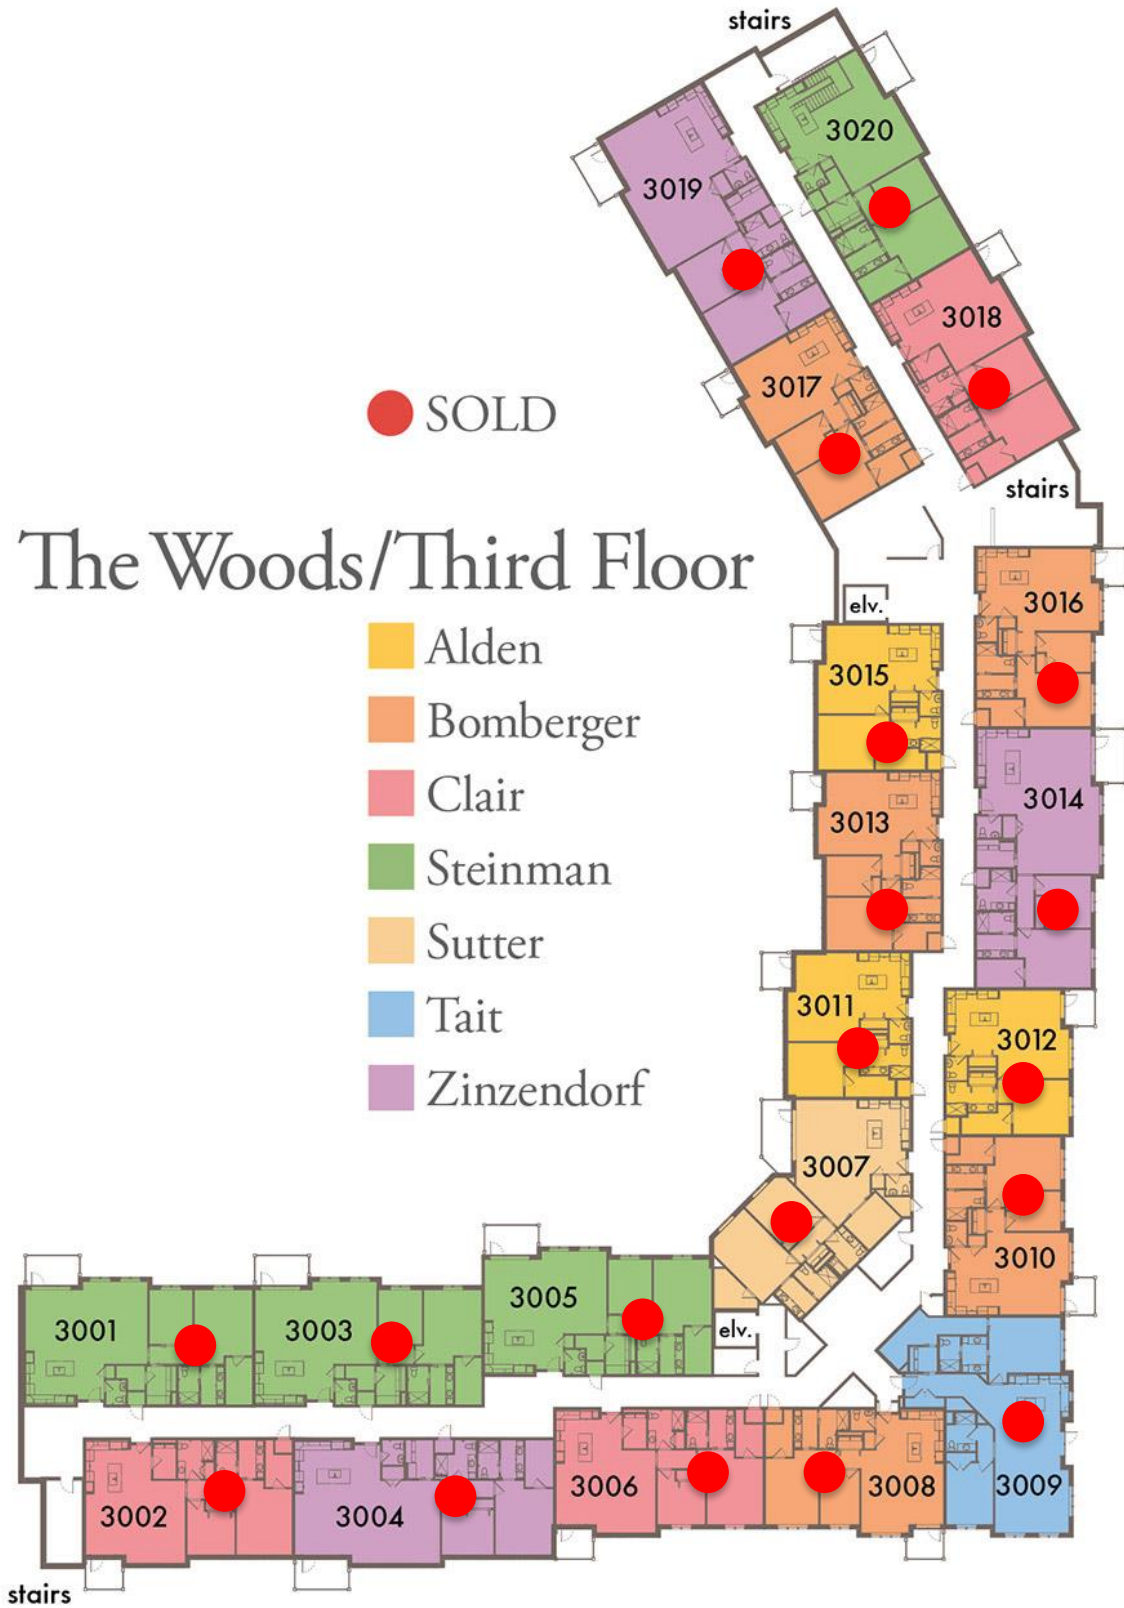 stairs
3020
3019
3018
3017
SOLD
stairs
The Woods/Third Floor
3016
elv.
Alden
3015
Bomberger
Clair
3014
3013
Steinman
Sutter
3011
Tait
3012
Zinzendorf
3007
3010
3005
3001
3003
elv.
3006
3008
3009
3002
3004
stairs